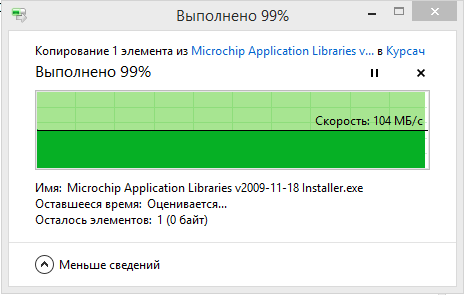 Выполнено 99%
Копирование 1 элемента из Microchip Application Libraries v... в Курсач
Выполнено 99%
Скорость: 104 МБ/с
Имя: Microchip Application Libraries v2009-11-18 Installer.exe
Оставшееся время: Оценивается...
Осталось элементов: 1 (0 байт)
Меньше сведений